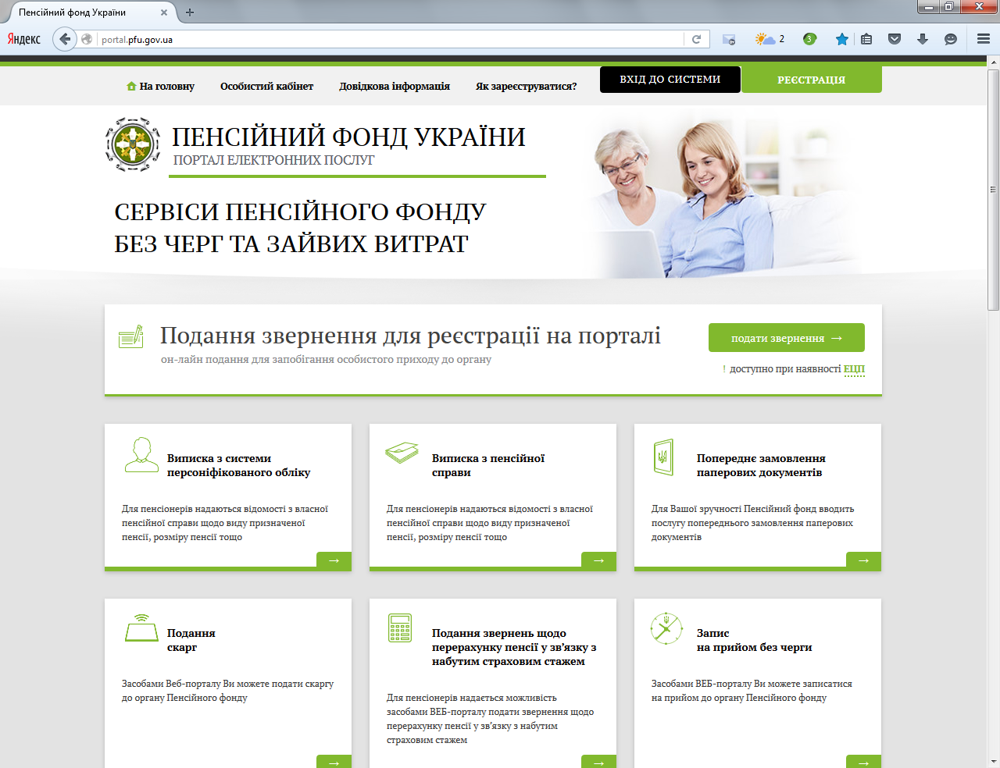 Пенсійний фонд України
Яндекс
portal.pfu.gov.ua
2
3
На головну
Особистий кабінет
Довідкова інформація
Як зареєструватися?
ВХІД ДО СИСТЕМИ
РЕЄСТРАЦІЯ
ПЕНСІЙНИЙ ФОНД УКРАЇНИ
ПОРТАЛ ЕЛЕКТРОННИХ ПОСЛУГ
СЕРВІСИ ПЕНСІЙНОГО ФОНДУ
БЕЗ ЧЕРГ ТА ЗАЙВИХ ВИТРАТ
Подання звернення для реєстрації на порталі
он-лайн подання для запобігання особистого приходу до органу
подати звернення →
! доступно при наявності ЕЦП
Виписка з системи
персоніфікованого обліку
Для пенсіонерів надаються відомості з власної
пенсійної справи щодо виду призначеної
пенсії, розміру пенсії тощо
→
Виписка з пенсійної
справи
Для пенсіонерів надаються відомості з власної
пенсійної справи щодо виду призначеної
пенсії, розміру пенсії тощо
→
Попереднє замовлення
паперових документів
Для Вашої зручності Пенсійний фонд вводить
послугу попереднього замовлення паперових
документів
→
Подання
скарг
Засобами Веб-порталу Ви можете подати скаргу
до органу Пенсійного фонду
→
Подання звернень щодо
перерахунку пенсії у зв’язку з
набутим страховим стажем
Для пенсіонерів надається можливість
засобами ВЕБ-порталу подати звернення щодо
перерахунку пенсії у зв’язку з набутим
страховим стажем
→
Запис
на прийом без черги
Засобами ВЕБ-порталу Ви можете записатися
на прийом до органу Пенсійного фонду
→